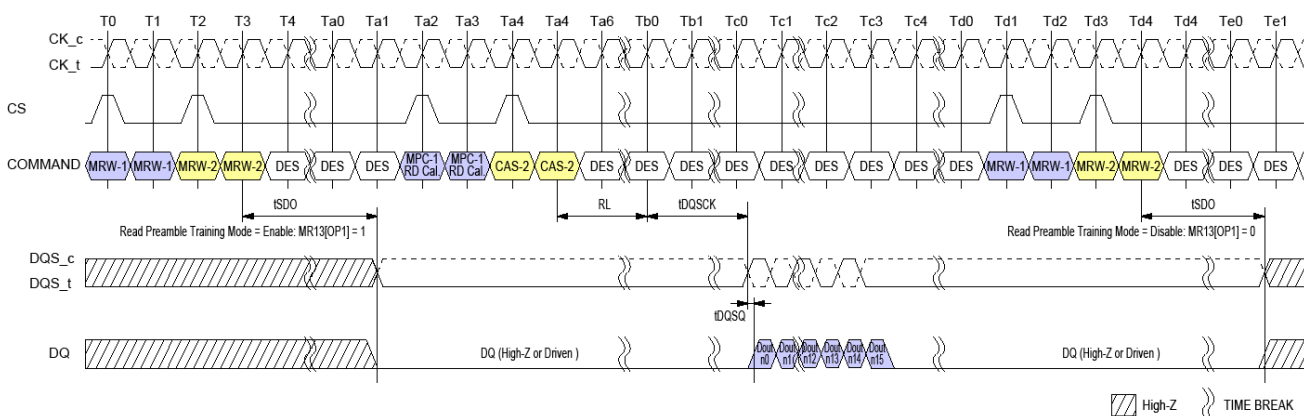 T0 T1 T2 T3 T4 Ta0 Ta1 Ta2 Ta3 Ta4 Ta4 Ta6 Tb0 Tb1 Tc0 Tc1 Tc2 Tc3 Tc4 Td0 Td1 Td2 Td3 Td4 Td4 Te0 Te1
CK_c
CK_t
CS
COMMAND MRW-1 MRW-1 MRW-2 MRW-2 DES DES DES MPC-1 RD Cal. MPC-1 RD Cal. CAS-2 CAS-2 DES DES DES DES DES DES DES DES DES MRW-1 MRW-1 MRW-2 MRW-2 DES DES DES
tSDO RL tDQSCK tSDO
Read Preamble Training Mode = Enable: MR13[OP1] = 1 Read Preamble Training Mode = Disable: MR13[OP1] = 0
DQS_c
DQS_t
tDQSQ
DQ DQ (High-Z or Driven ) Dout n0 Dout n1 Dout n12 Dout n13 Dout n14 Dout n15 DQ (High-Z or Driven )
High-Z TIME BREAK